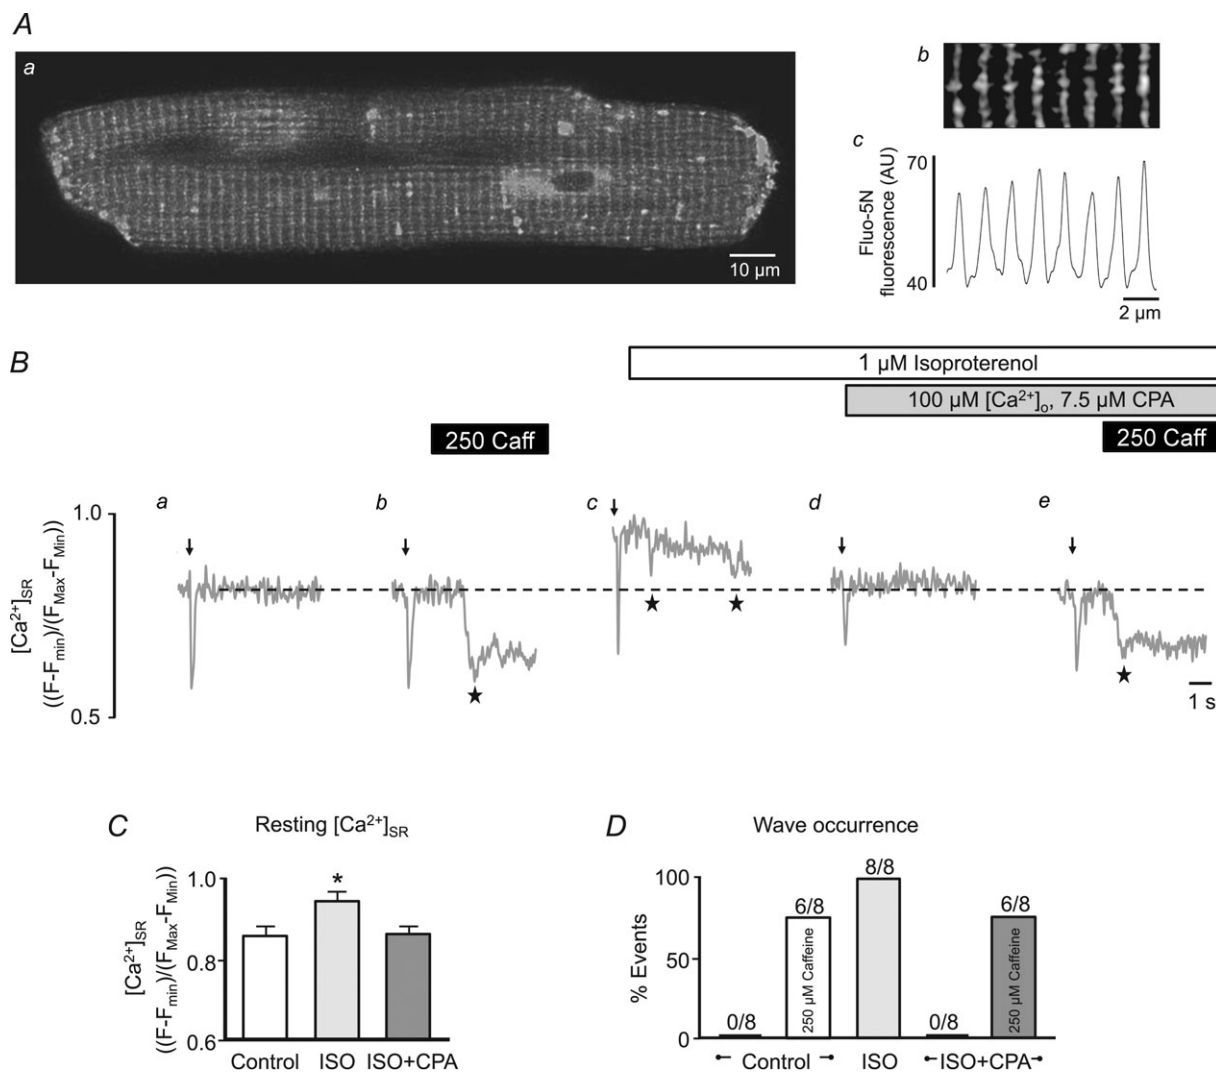 A
a
10 µm
b
c
70
40
Fluo-5N
fluorescence (AU)
2 µm
B
1 µM Isoproterenol
100 µM [Ca²⁺]ₒ, 7.5 µM CPA
250 Caff
250 Caff
a
b
c
d
e
1.0
0.5
[Ca²⁺]SR
((F-Fmin)/(FMax-FMin))
1 s
C
Resting [Ca²⁺]SR
[Ca²⁺]SR
((F-Fmin)/(FMax-FMin))
1.0
0.8
0.6
*
Control
ISO
ISO+CPA
D
Wave occurrence
% Events
100
50
0
0/8
6/8
8/8
0/8
6/8
250 µM Caffeine
250 µM Caffeine
Control
ISO
ISO+CPA